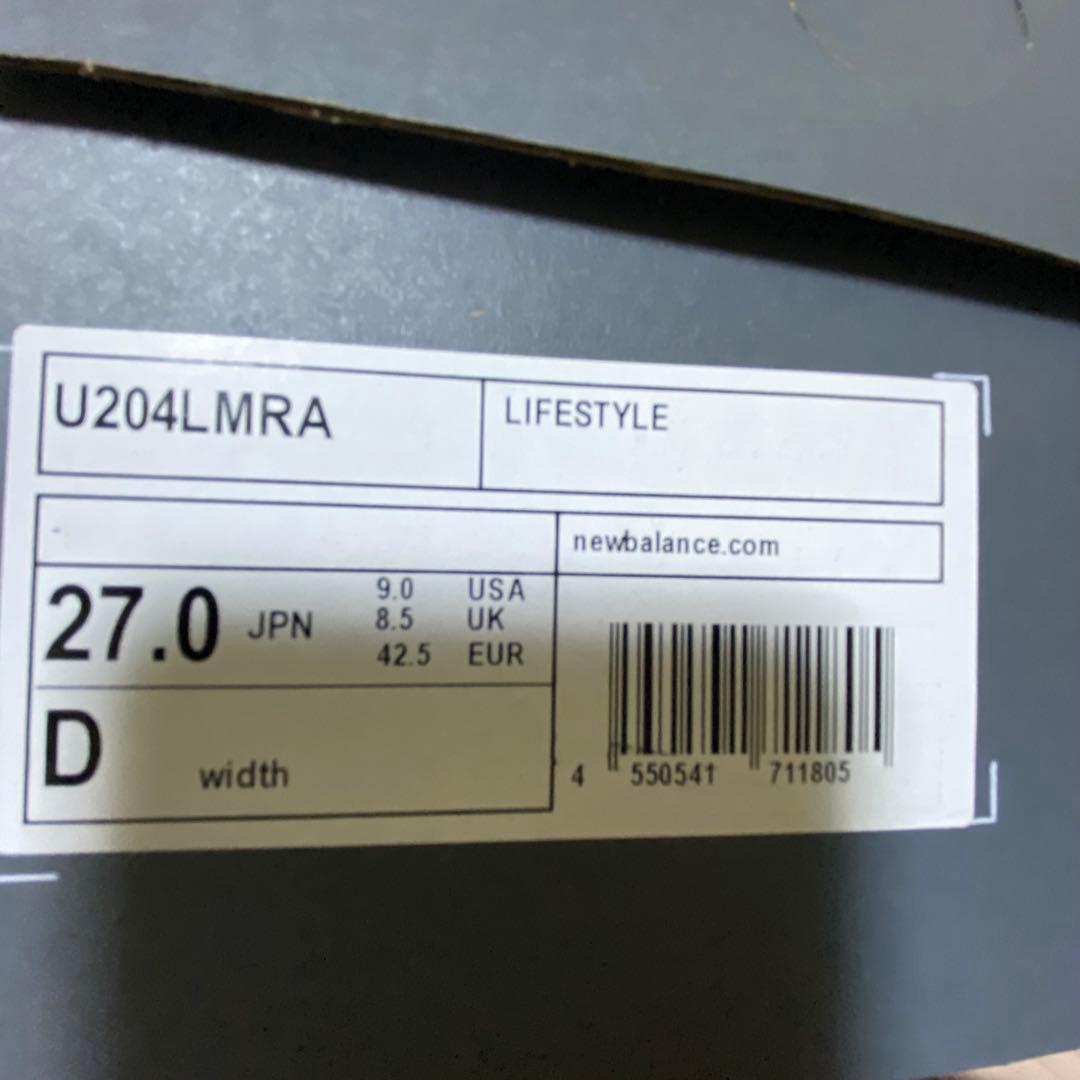 U204LMRA
LIFESTYLE
newbalance.com
27.0 JPN
9.0 USA
8.5 UK
42.5 EUR
D width
4 550541 711805